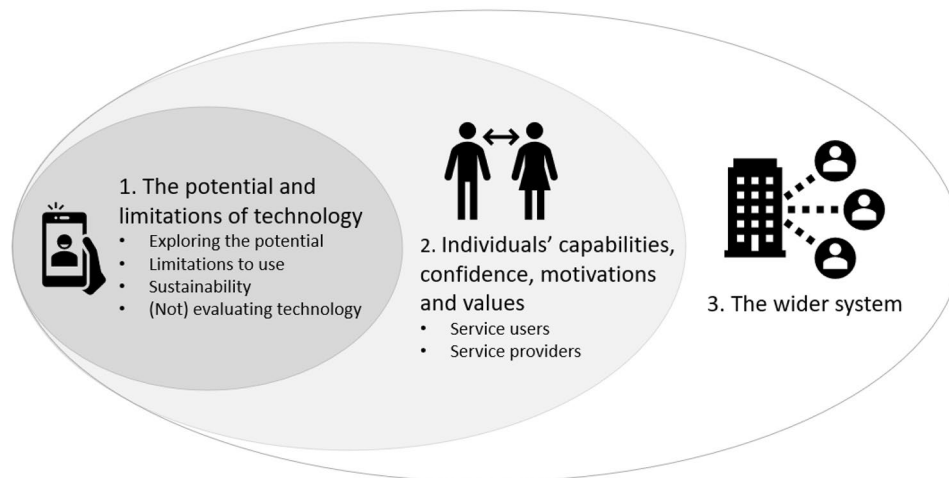 1. The potential and
limitations of technology
• Exploring the potential
• Limitations to use
• Sustainability
• (Not) evaluating technology
2. Individuals' capabilities,
confidence, motivations
and values
• Service users
• Service providers
3. The wider system